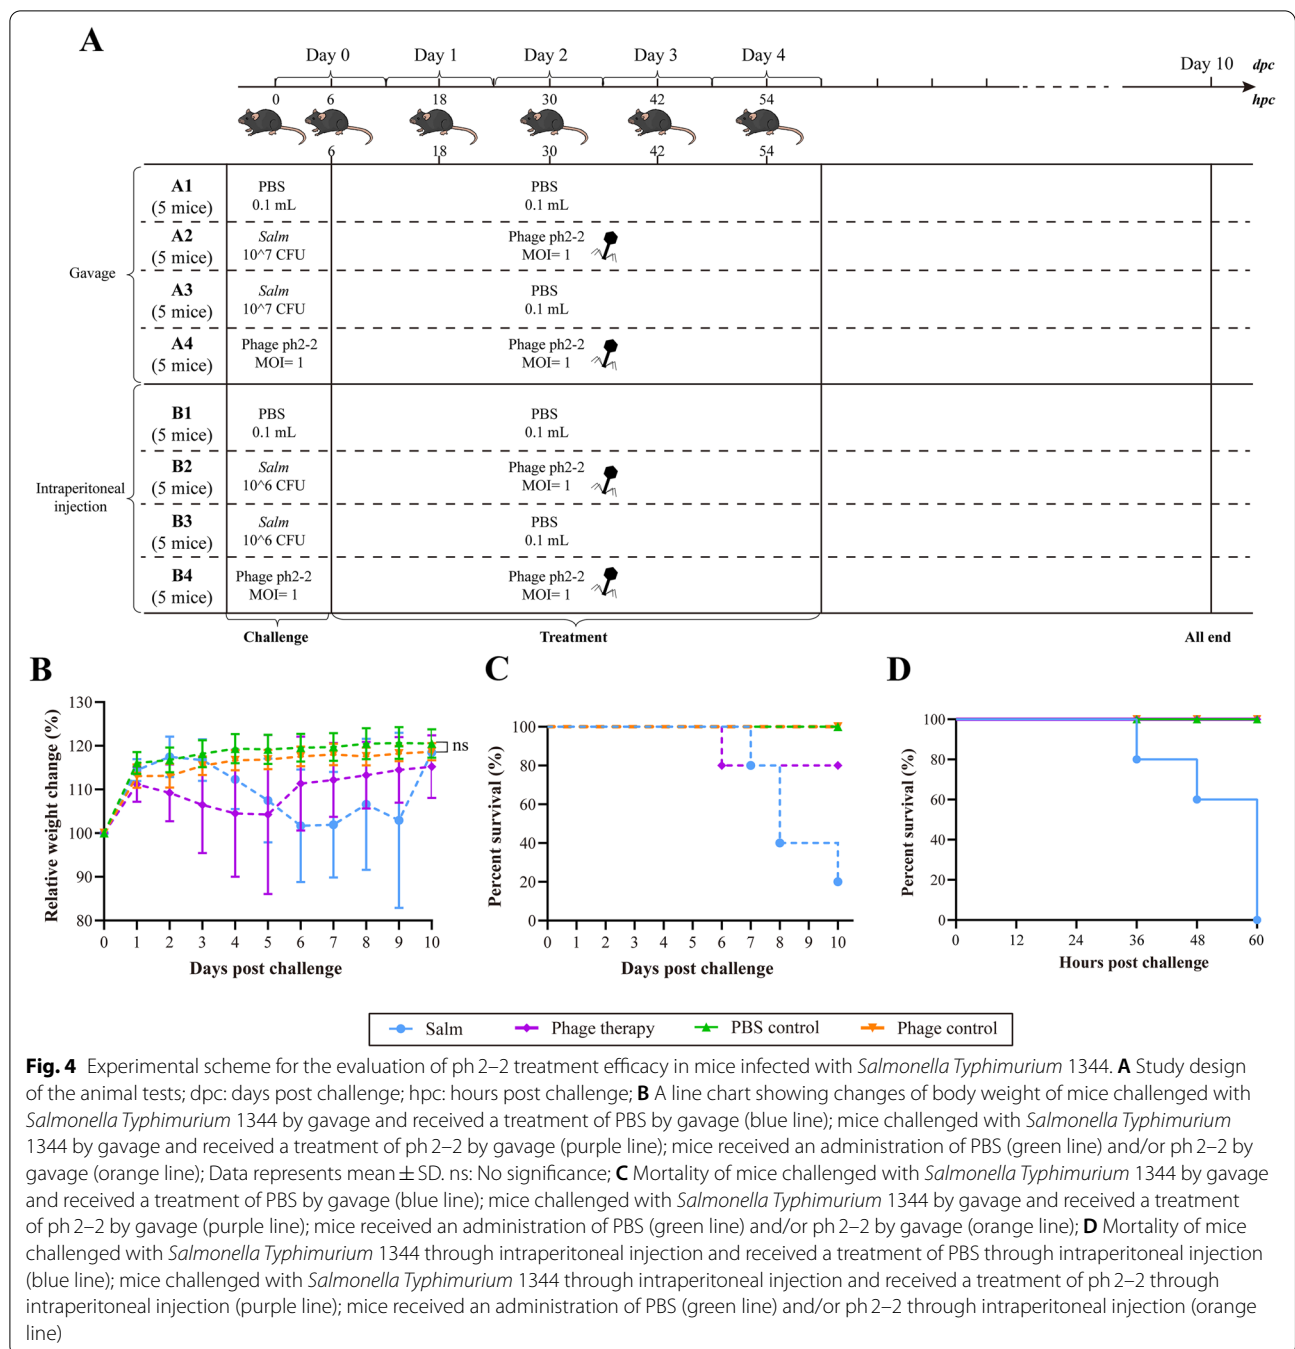 A
Day 0 Day 1 Day 2 Day 3 Day 4 Day 10 dpc
0 6 18 30 42 54 hpc
6 18 30 42 54
Gavage
A1
(5 mice)
PBS
0.1 mL
PBS
0.1 mL
A2
(5 mice)
Salm
10^7 CFU
Phage ph2-2
MOI= 1
A3
(5 mice)
Salm
10^7 CFU
PBS
0.1 mL
A4
(5 mice)
Phage ph2-2
MOI= 1
Phage ph2-2
MOI= 1
Intraperitoneal
injection
B1
(5 mice)
PBS
0.1 mL
PBS
0.1 mL
B2
(5 mice)
Salm
10^6 CFU
Phage ph2-2
MOI= 1
B3
(5 mice)
Salm
10^6 CFU
PBS
0.1 mL
B4
(5 mice)
Phage ph2-2
MOI= 1
Phage ph2-2
MOI= 1
Challenge Treatment All end
B
Relative weight change (%)
130
120
110
100
90
80
ns
0 1 2 3 4 5 6 7 8 9 10
Days post challenge
C
Percent survival (%)
100
80
60
40
20
0
0 1 2 3 4 5 6 7 8 9 10
Days post challenge
D
Percent survival (%)
100
80
60
40
20
0
0 12 24 36 48 60
Hours post challenge
Salm Phage therapy PBS control Phage control
Fig. 4 Experimental scheme for the evaluation of ph 2–2 treatment efficacy in mice infected with Salmonella Typhimurium 1344. A Study design
of the animal tests; dpc: days post challenge; hpc: hours post challenge; B A line chart showing changes of body weight of mice challenged with
Salmonella Typhimurium 1344 by gavage and received a treatment of PBS by gavage (blue line); mice challenged with Salmonella Typhimurium
1344 by gavage and received a treatment of ph 2–2 by gavage (purple line); mice received an administration of PBS (green line) and/or ph 2–2 by
gavage (orange line); Data represents mean ± SD. ns: No significance; C Mortality of mice challenged with Salmonella Typhimurium 1344 by gavage
and received a treatment of PBS by gavage (blue line); mice challenged with Salmonella Typhimurium 1344 by gavage and received a treatment
of ph 2–2 by gavage (purple line); mice received an administration of PBS (green line) and/or ph 2–2 by gavage (orange line); D Mortality of mice
challenged with Salmonella Typhimurium 1344 through intraperitoneal injection and received a treatment of PBS through intraperitoneal injection
(blue line); mice challenged with Salmonella Typhimurium 1344 through intraperitoneal injection and received a treatment of ph 2–2 through
intraperitoneal injection (purple line); mice received an administration of PBS (green line) and/or ph 2–2 through intraperitoneal injection (orange
line)